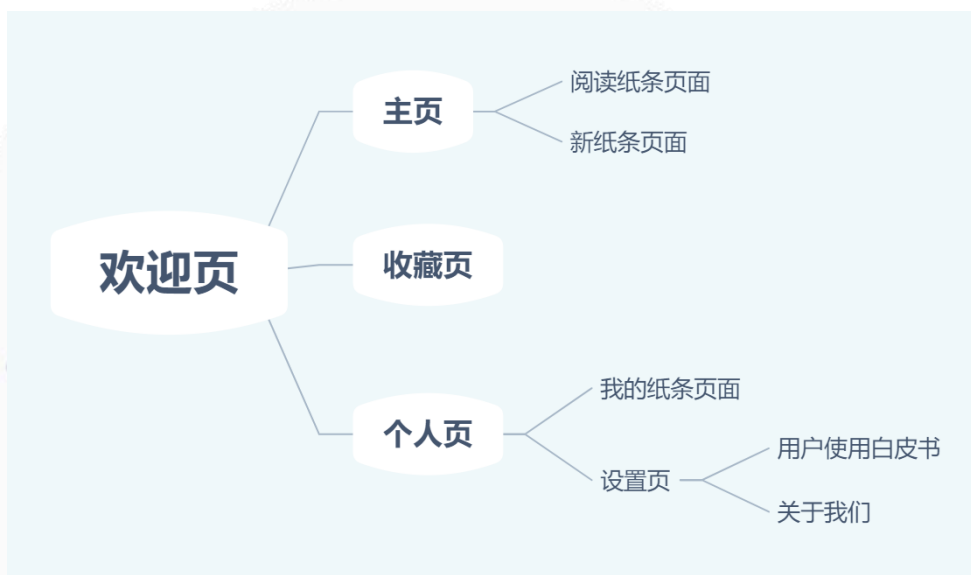 欢迎页
主页
阅读纸条页面
新纸条页面
收藏页
个人页
我的纸条页面
设置页
用户使用白皮书
关于我们